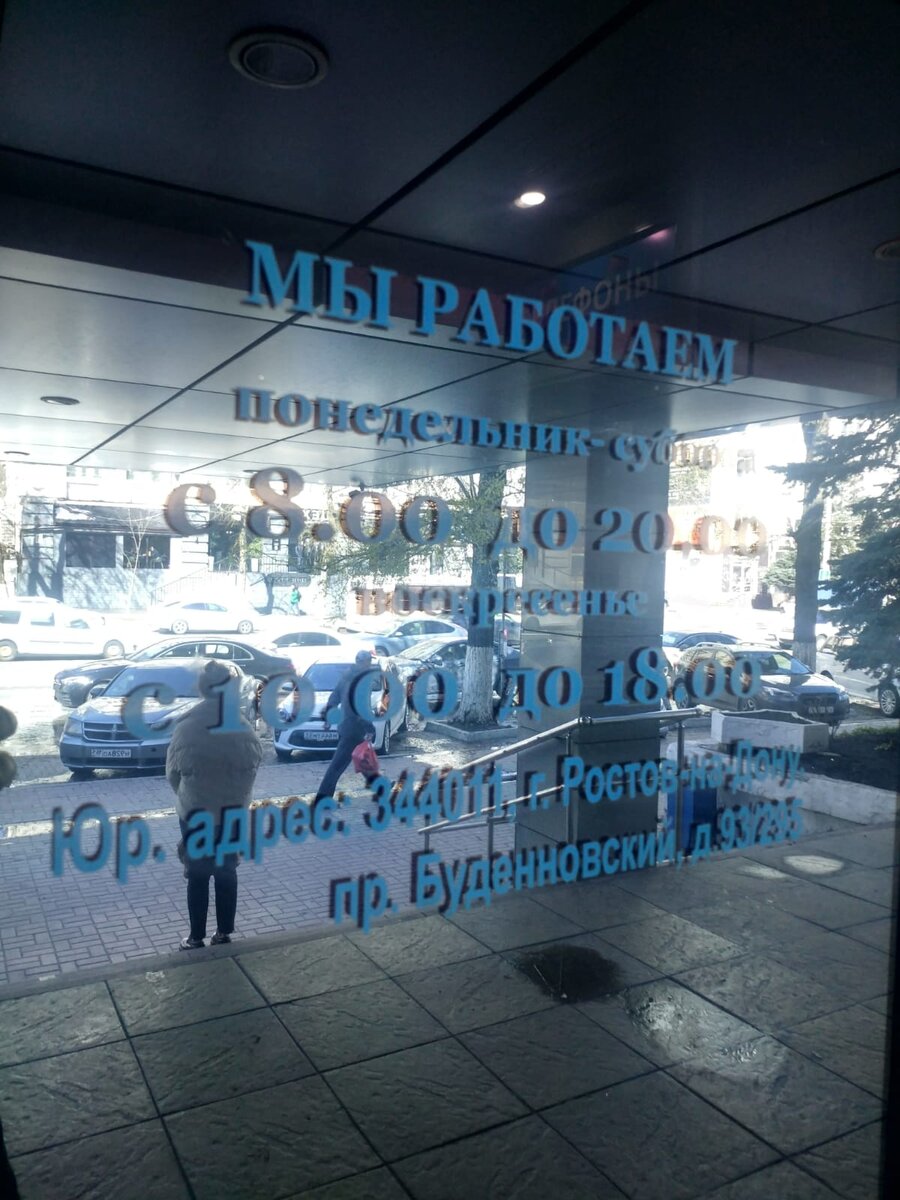 МЫ РАБОТАЕМ
понедельник-
с 8.00 до 20.00
воскресенье
с 10.00 до 18.00
Юр. адрес: 344011, г. Ростов-на-Дону
пр. Буденновский, д.93/295